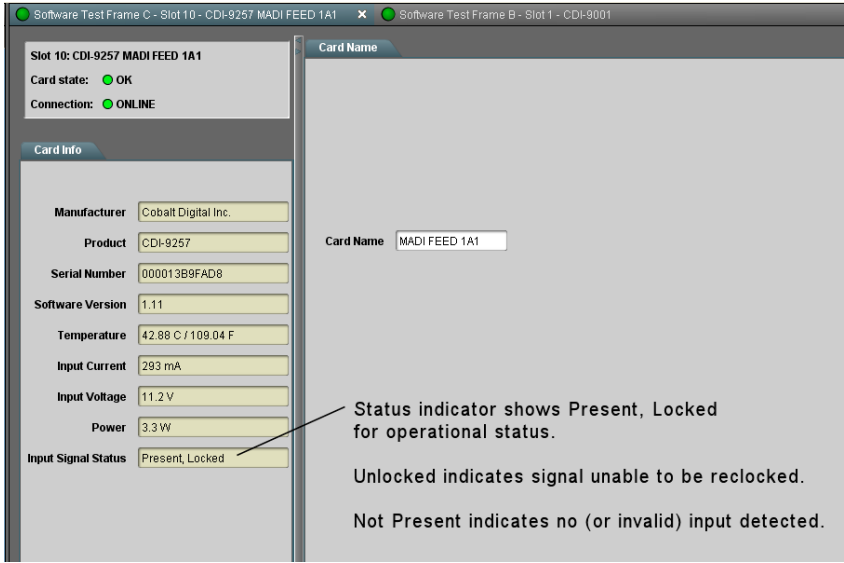 Software Test Frame C - Slot 10 - CDI-9257 MADI FEED 1A1 x Software Test Frame B - Slot 1 - CDI-9001
Slot 10: CDI-9257 MADI FEED 1A1
Card state: OK
Connection: ONLINE
Card Info
Manufacturer Cobalt Digital Inc.
Product CDI-9257
Serial Number 000013B9FAD8
Software Version 1.11
Temperature 42.88 C / 109.04 F
Input Current 293 mA
Input Voltage 11.2 V
Power 3.3 W
Input Signal Status Present, Locked
Card Name
Card Name MADI FEED 1A1
Status indicator shows Present, Locked
for operational status.
Unlocked indicates signal unable to be reclocked.
Not Present indicates no (or invalid) input detected.